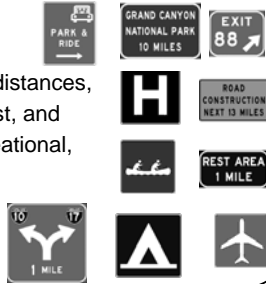 PARK &
RIDE
GRAND CANYON
NATIONAL PARK
10 MILES
EXIT
88
distances,
st, and
ational,
H
ROAD
CONSTRUCTION
NEXT 13 MILES
REST AREA
1 MILE
10 17
1 MILE